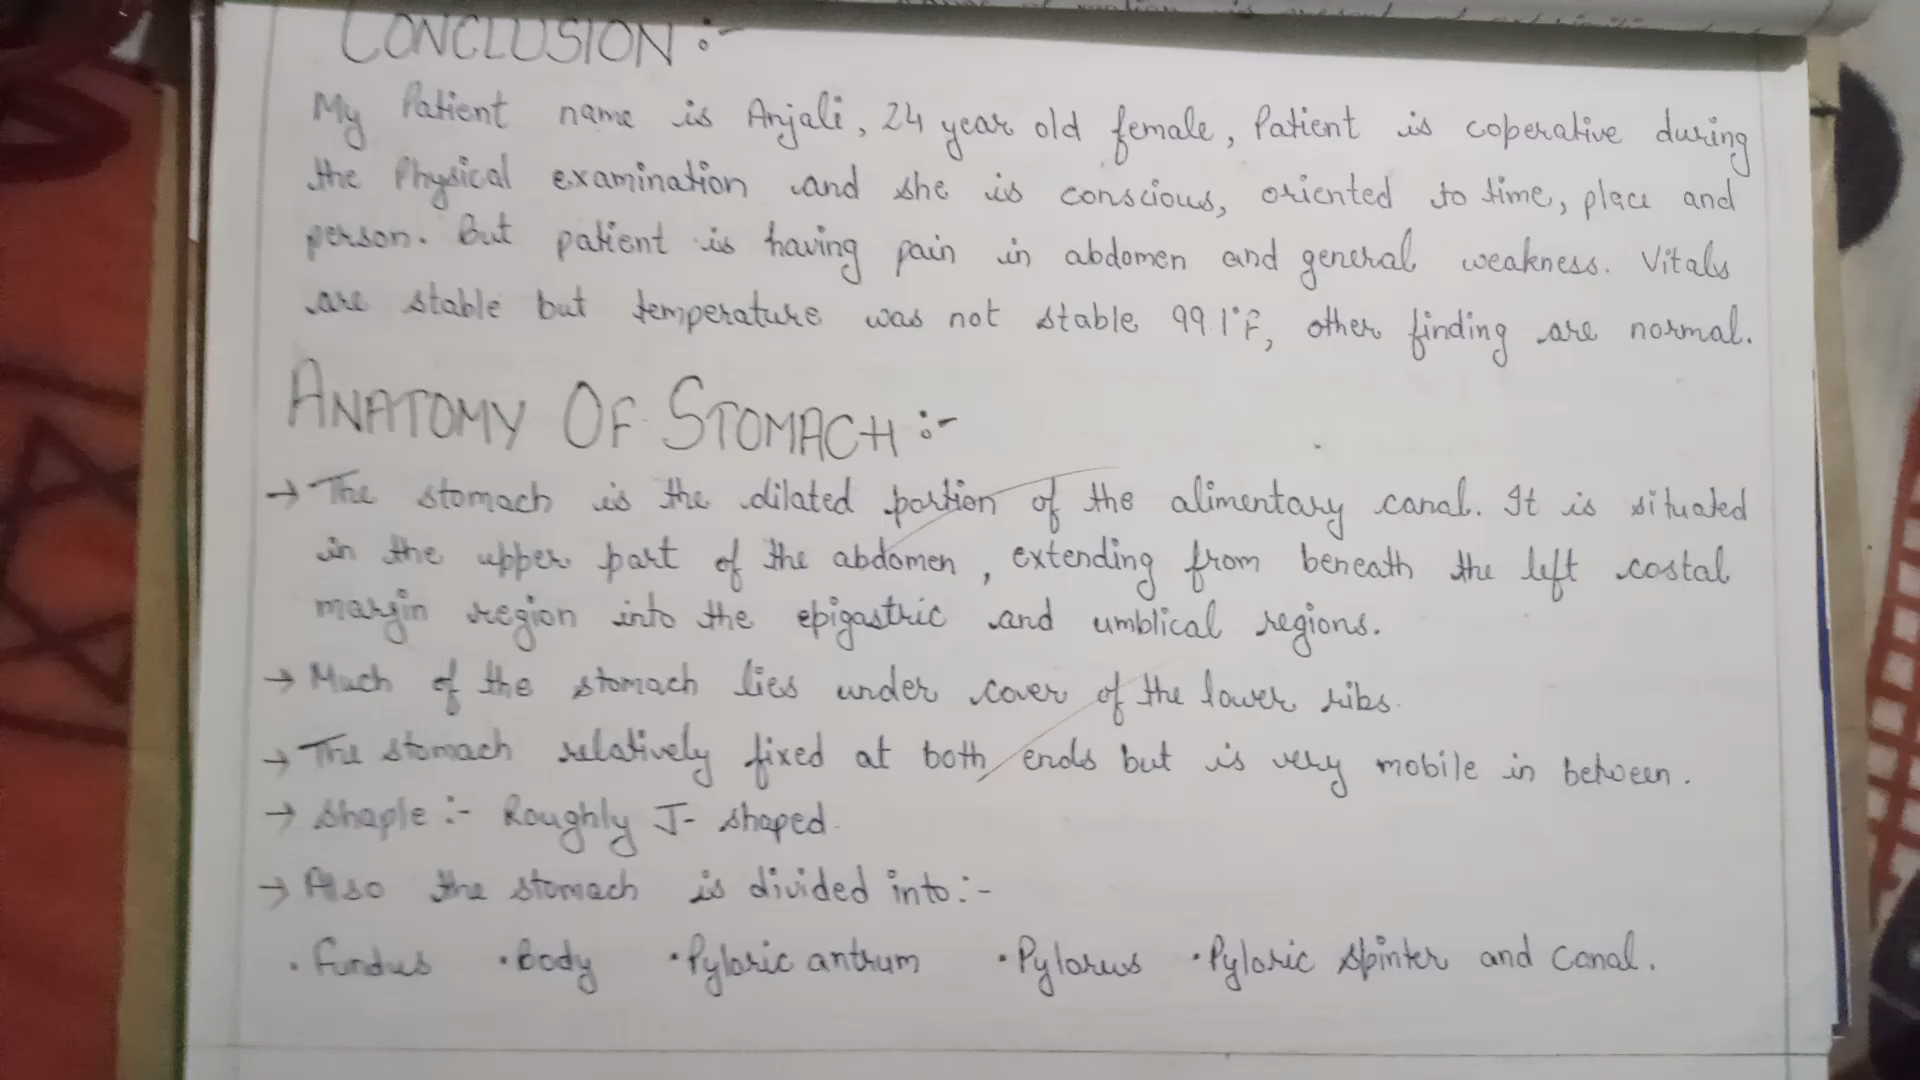 CONCLUSION :-
My Patient name is Anjali, 24 year old female, Patient is coperative during
the Physical examination and she is conscious, oriented to time, place and
person. But patient is having pain in abdomen and general weakness. Vitals
are stable but temperature was not stable 99.1°F, other finding are normal.
ANATOMY OF STOMACH :-
→ The stomach is the dilated portion of the alimentary canal. It is situated
in the upper part of the abdomen, extending from beneath the left costal
margin region into the epigastric and umblical regions.
→ Much of the stomach lies under cover of the lower ribs.
→ The stomach relatively fixed at both ends but is very mobile in between.
→ Shaple :- Roughly J- shaped.
→ Also the stomach is divided into :-
• Fundus • Body • Pyloric antrum • Pylorus • Pyloric spinter and Canal.